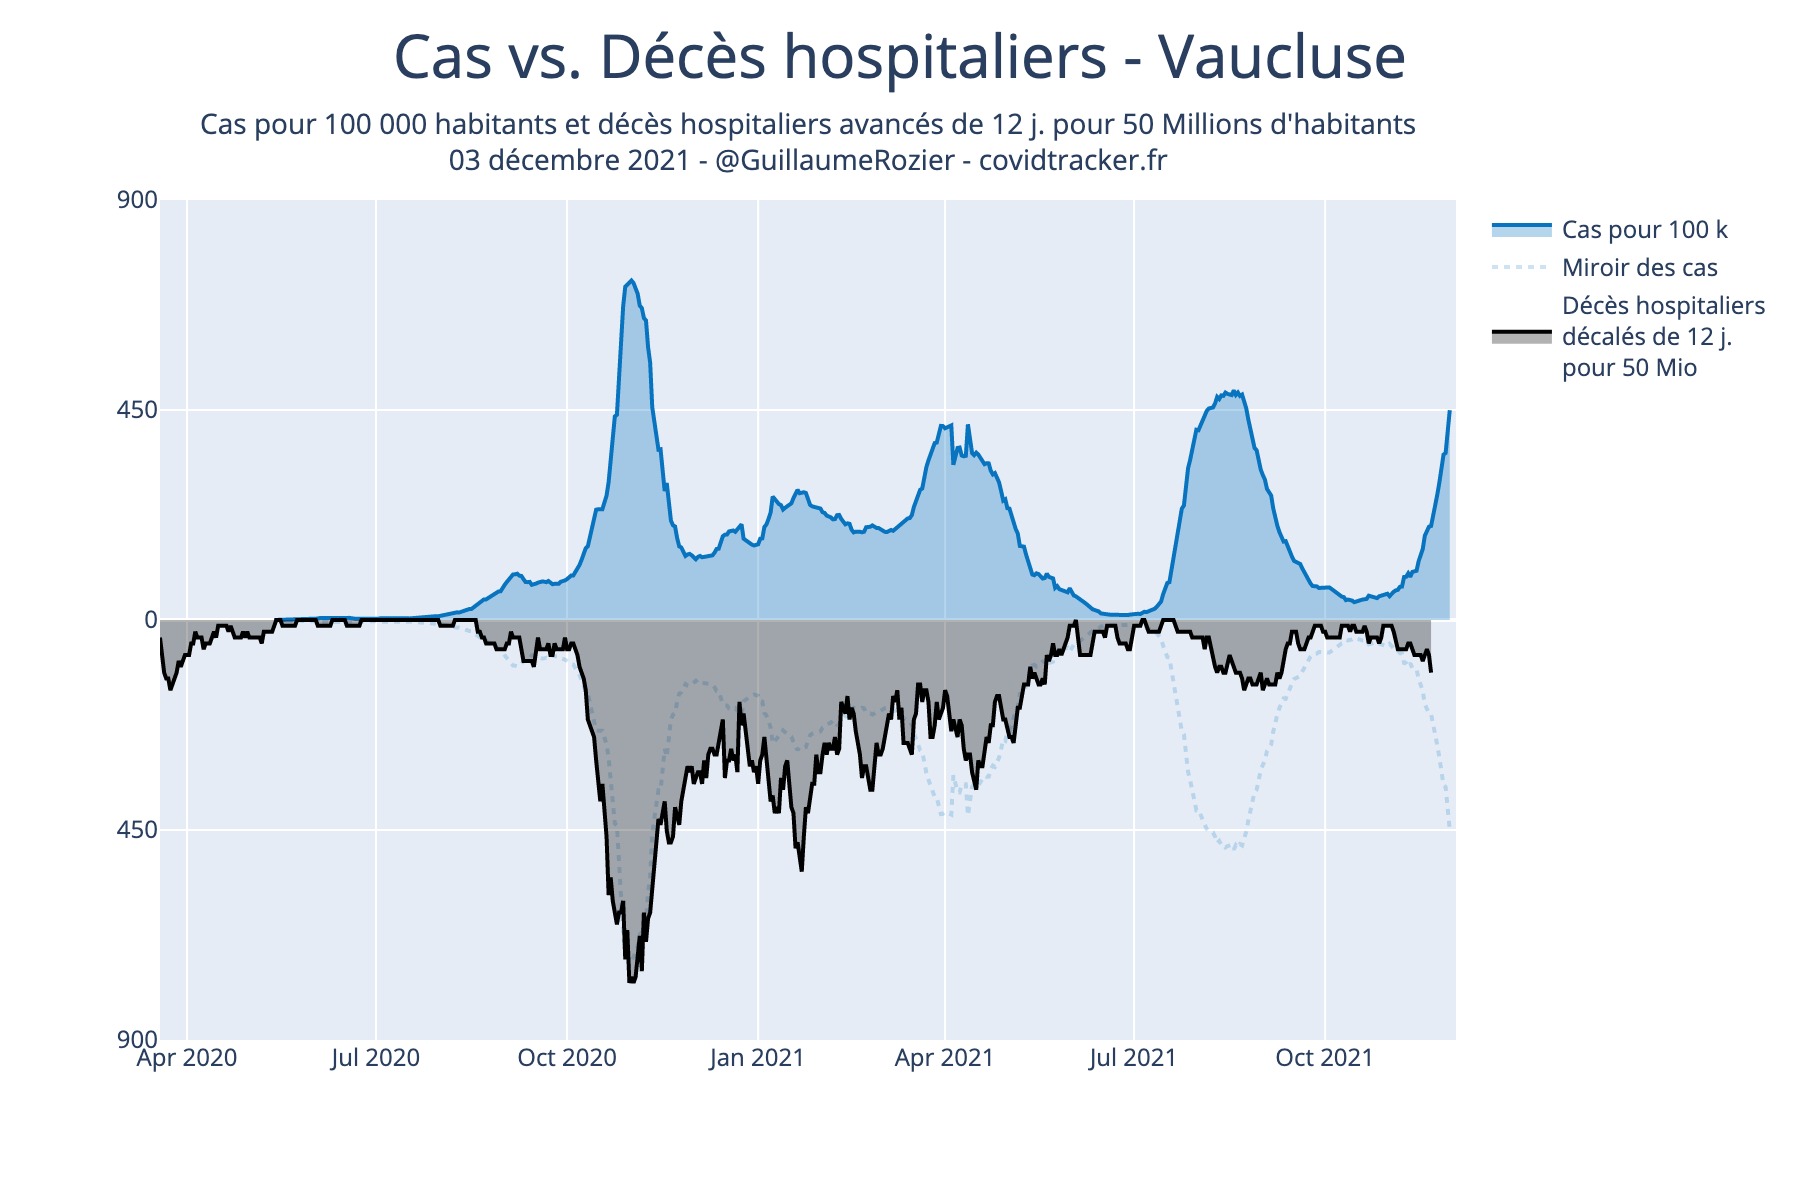 Cas vs. Décès hospitaliers - Vaucluse
Cas pour 100 000 habitants et décès hospitaliers avancés de 12 j. pour 50 Millions d'habitants
03 décembre 2021 - @GuillaumeRozier - covidtracker.fr
900
450
0
450
900
Apr 2020
Jul 2020
Oct 2020
Jan 2021
Apr 2021
Jul 2021
Oct 2021
Cas pour 100 k
Miroir des cas
Décès hospitaliers
décalés de 12 j.
pour 50 Mio